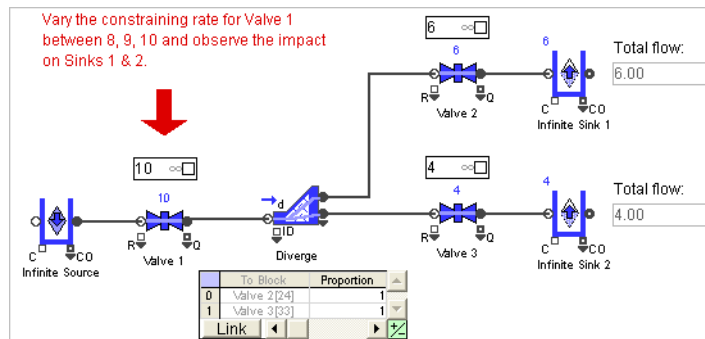 Vary the constraining rate for Valve 1
between 8, 9, 10 and observe the impact
on Sinks 1 & 2.
6 ∞
6
R Q
Valve 2
6
C CO
Infinite Sink 1
Total flow:
6.00
10 ∞
10
R Q
Valve 1
C CO
Infinite Source
d
ID
Diverge
4 ∞
4
R Q
Valve 3
4
C CO
Infinite Sink 2
Total flow:
4.00
To Block Proportion
0 Valve 2[24] 1
1 Valve 3[33] 1
Link